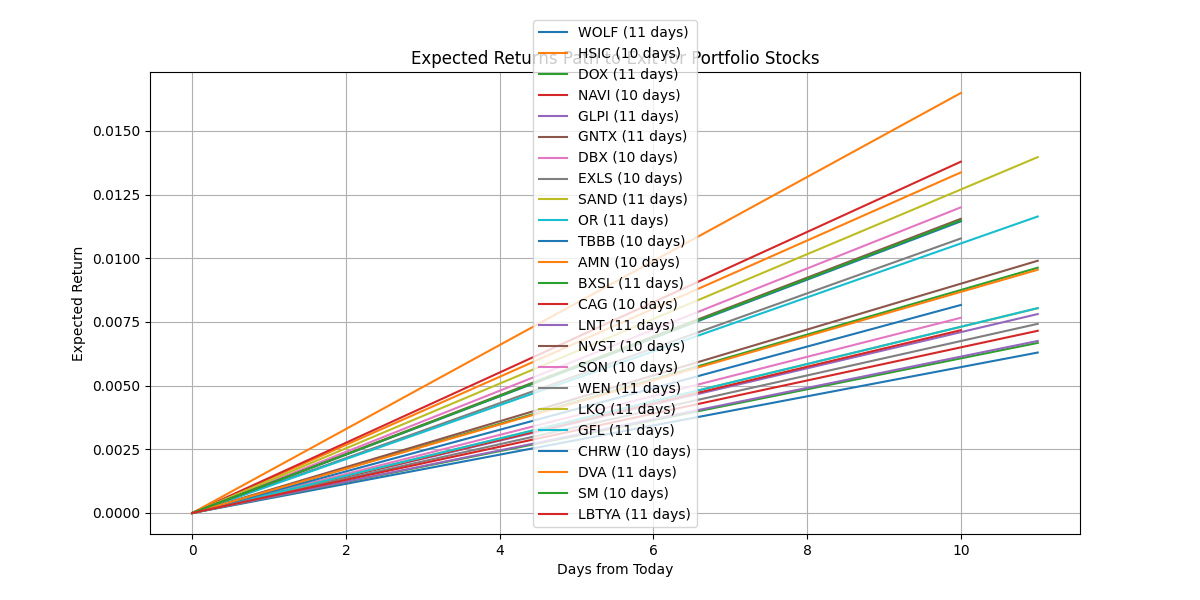 Expected Returns Path to Exit for Portfolio Stocks
WOLF (11 days)
HSIC (10 days)
DOX (11 days)
NAVI (10 days)
GLPI (11 days)
GNTX (11 days)
DBX (10 days)
EXLS (10 days)
SAND (11 days)
OR (11 days)
TBBB (10 days)
AMN (10 days)
BXSL (11 days)
CAG (10 days)
LNT (11 days)
NVST (10 days)
SON (10 days)
WEN (11 days)
LKQ (11 days)
GFL (11 days)
CHRW (10 days)
DVA (11 days)
SM (10 days)
LBTYA (11 days)
Expected Return
0.0150
0.0125
0.0100
0.0075
0.0050
0.0025
0.0000
0 2 4 6 8 10
Days from Today